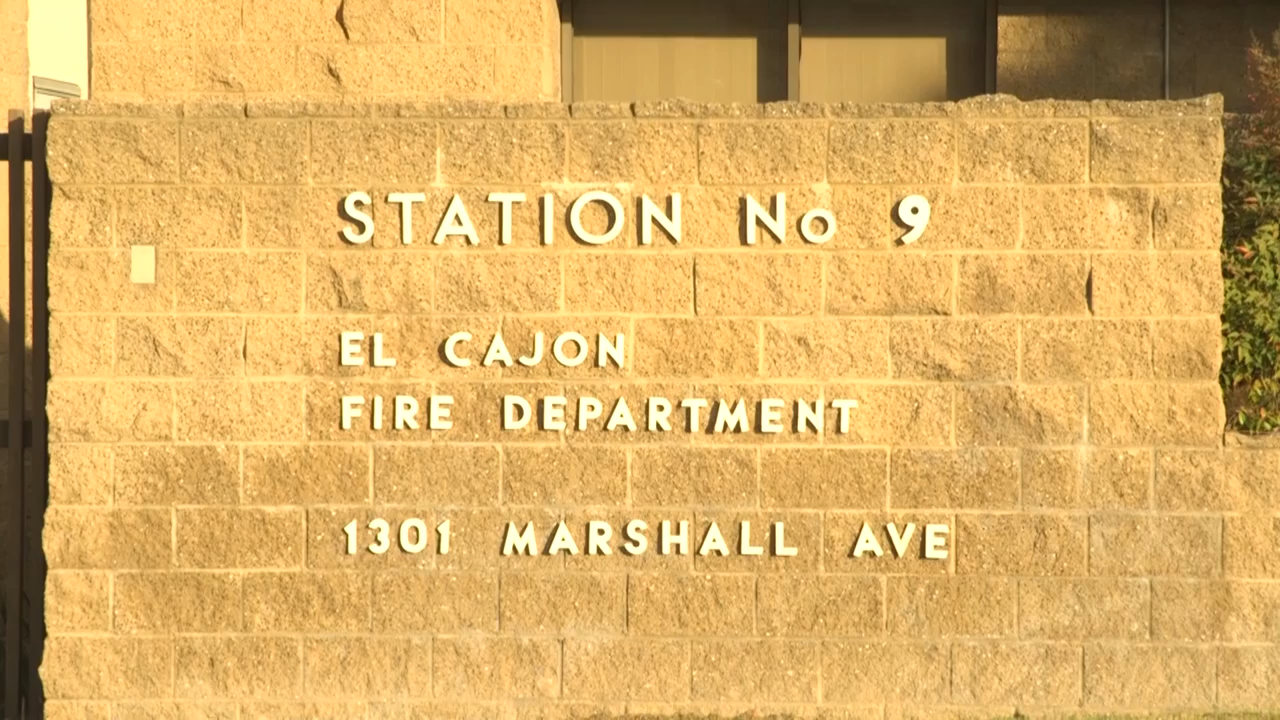 STATION No 9
EL CAJON
FIRE DEPARTMENT
1301 MARSHALL AVE